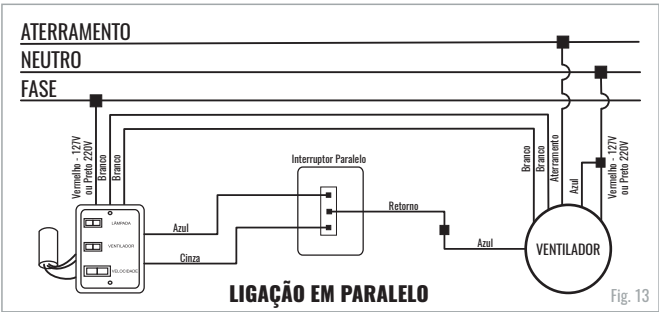 ATERRAMENTO
NEUTRO
FASE
Vermelho - 127V
ou Preto 220V
Branco
Branco
Interruptor Paralelo
Branco
Branco
Aterramento
Azul
Vermelho - 127V
ou Preto 220V
LÂMPADA
VENTILADOR
VELOCIDADE
Azul
Cinza
Retorno
Azul
VENTILADOR
LIGAÇÃO EM PARALELO
Fig. 13